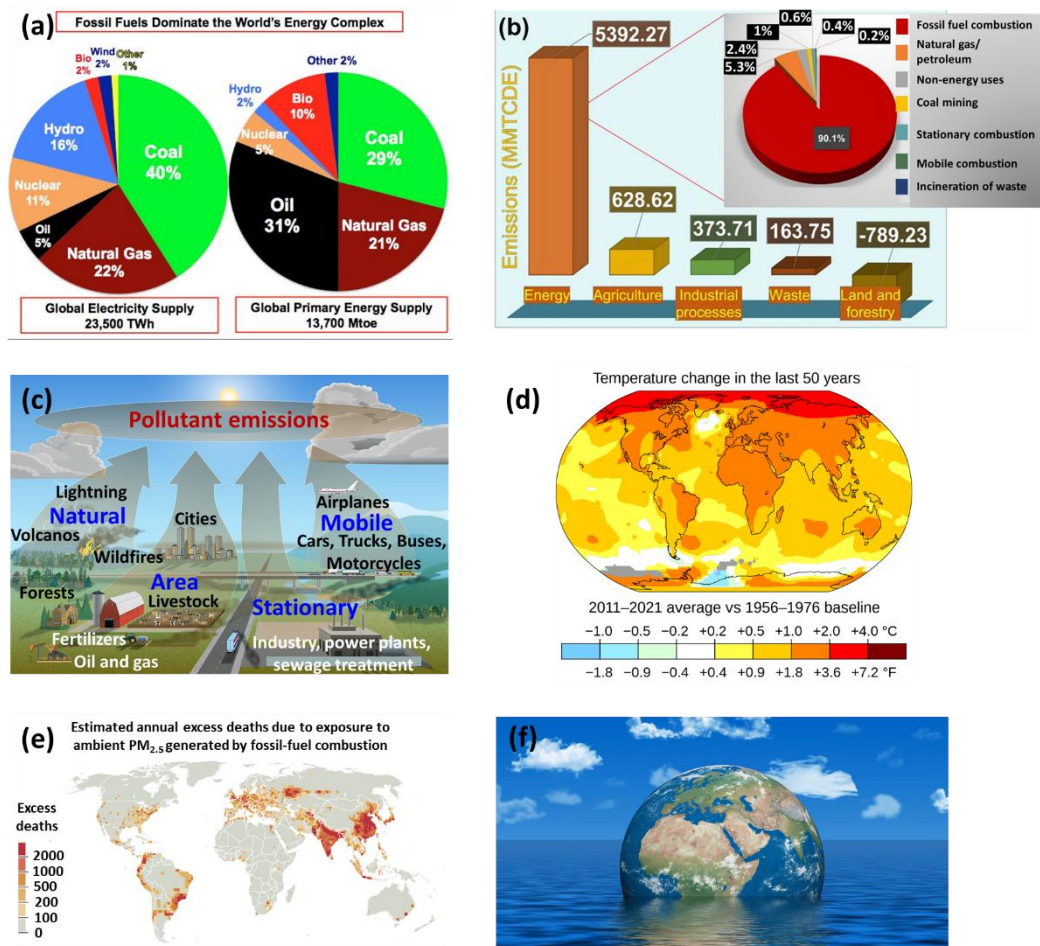 (a)
Fossil Fuels Dominate the World's Energy Complex
Bio
2%
Wind
2%
Other
1%
Hydro
16%
Nuclear
11%
Oil
5%
Natural Gas
22%
Coal
40%
Global Electricity Supply
23,500 TWh
Other 2%
Hydro
2%
Bio
10%
Nuclear
5%
Oil
31%
Coal
29%
Natural Gas
21%
Global Primary Energy Supply
13,700 Mtoe
(b)
Emissions (MMTCDE)
5392.27
628.62
373.71
163.75
-789.23
Energy
Agriculture
Industrial
processes
Waste
Land and
forestry
0.6%
1%
0.4%
2.4%
0.2%
5.3%
90.1%
Fossil fuel combustion
Natural gas/
petroleum
Non-energy uses
Coal mining
Stationary combustion
Mobile combustion
Incineration of waste
(c)
Pollutant emissions
Lightning
Natural
Volcanos
Wildfires
Cities
Airplanes
Mobile
Cars, Trucks, Buses,
Motorcycles
Forests
Area
Livestock
Stationary
Fertilizers
Oil and gas
Industry, power plants,
sewage treatment
(d)
Temperature change in the last 50 years
2011–2021 average vs 1956–1976 baseline
−1.0 −0.5 −0.2 +0.2 +0.5 +1.0 +2.0 +4.0 °C
−1.8 −0.9 −0.4 +0.4 +0.9 +1.8 +3.6 +7.2 °F
(e)
Estimated annual excess deaths due to exposure to
ambient PM2.5 generated by fossil-fuel combustion
Excess
deaths
2000
1000
500
200
100
0
(f)